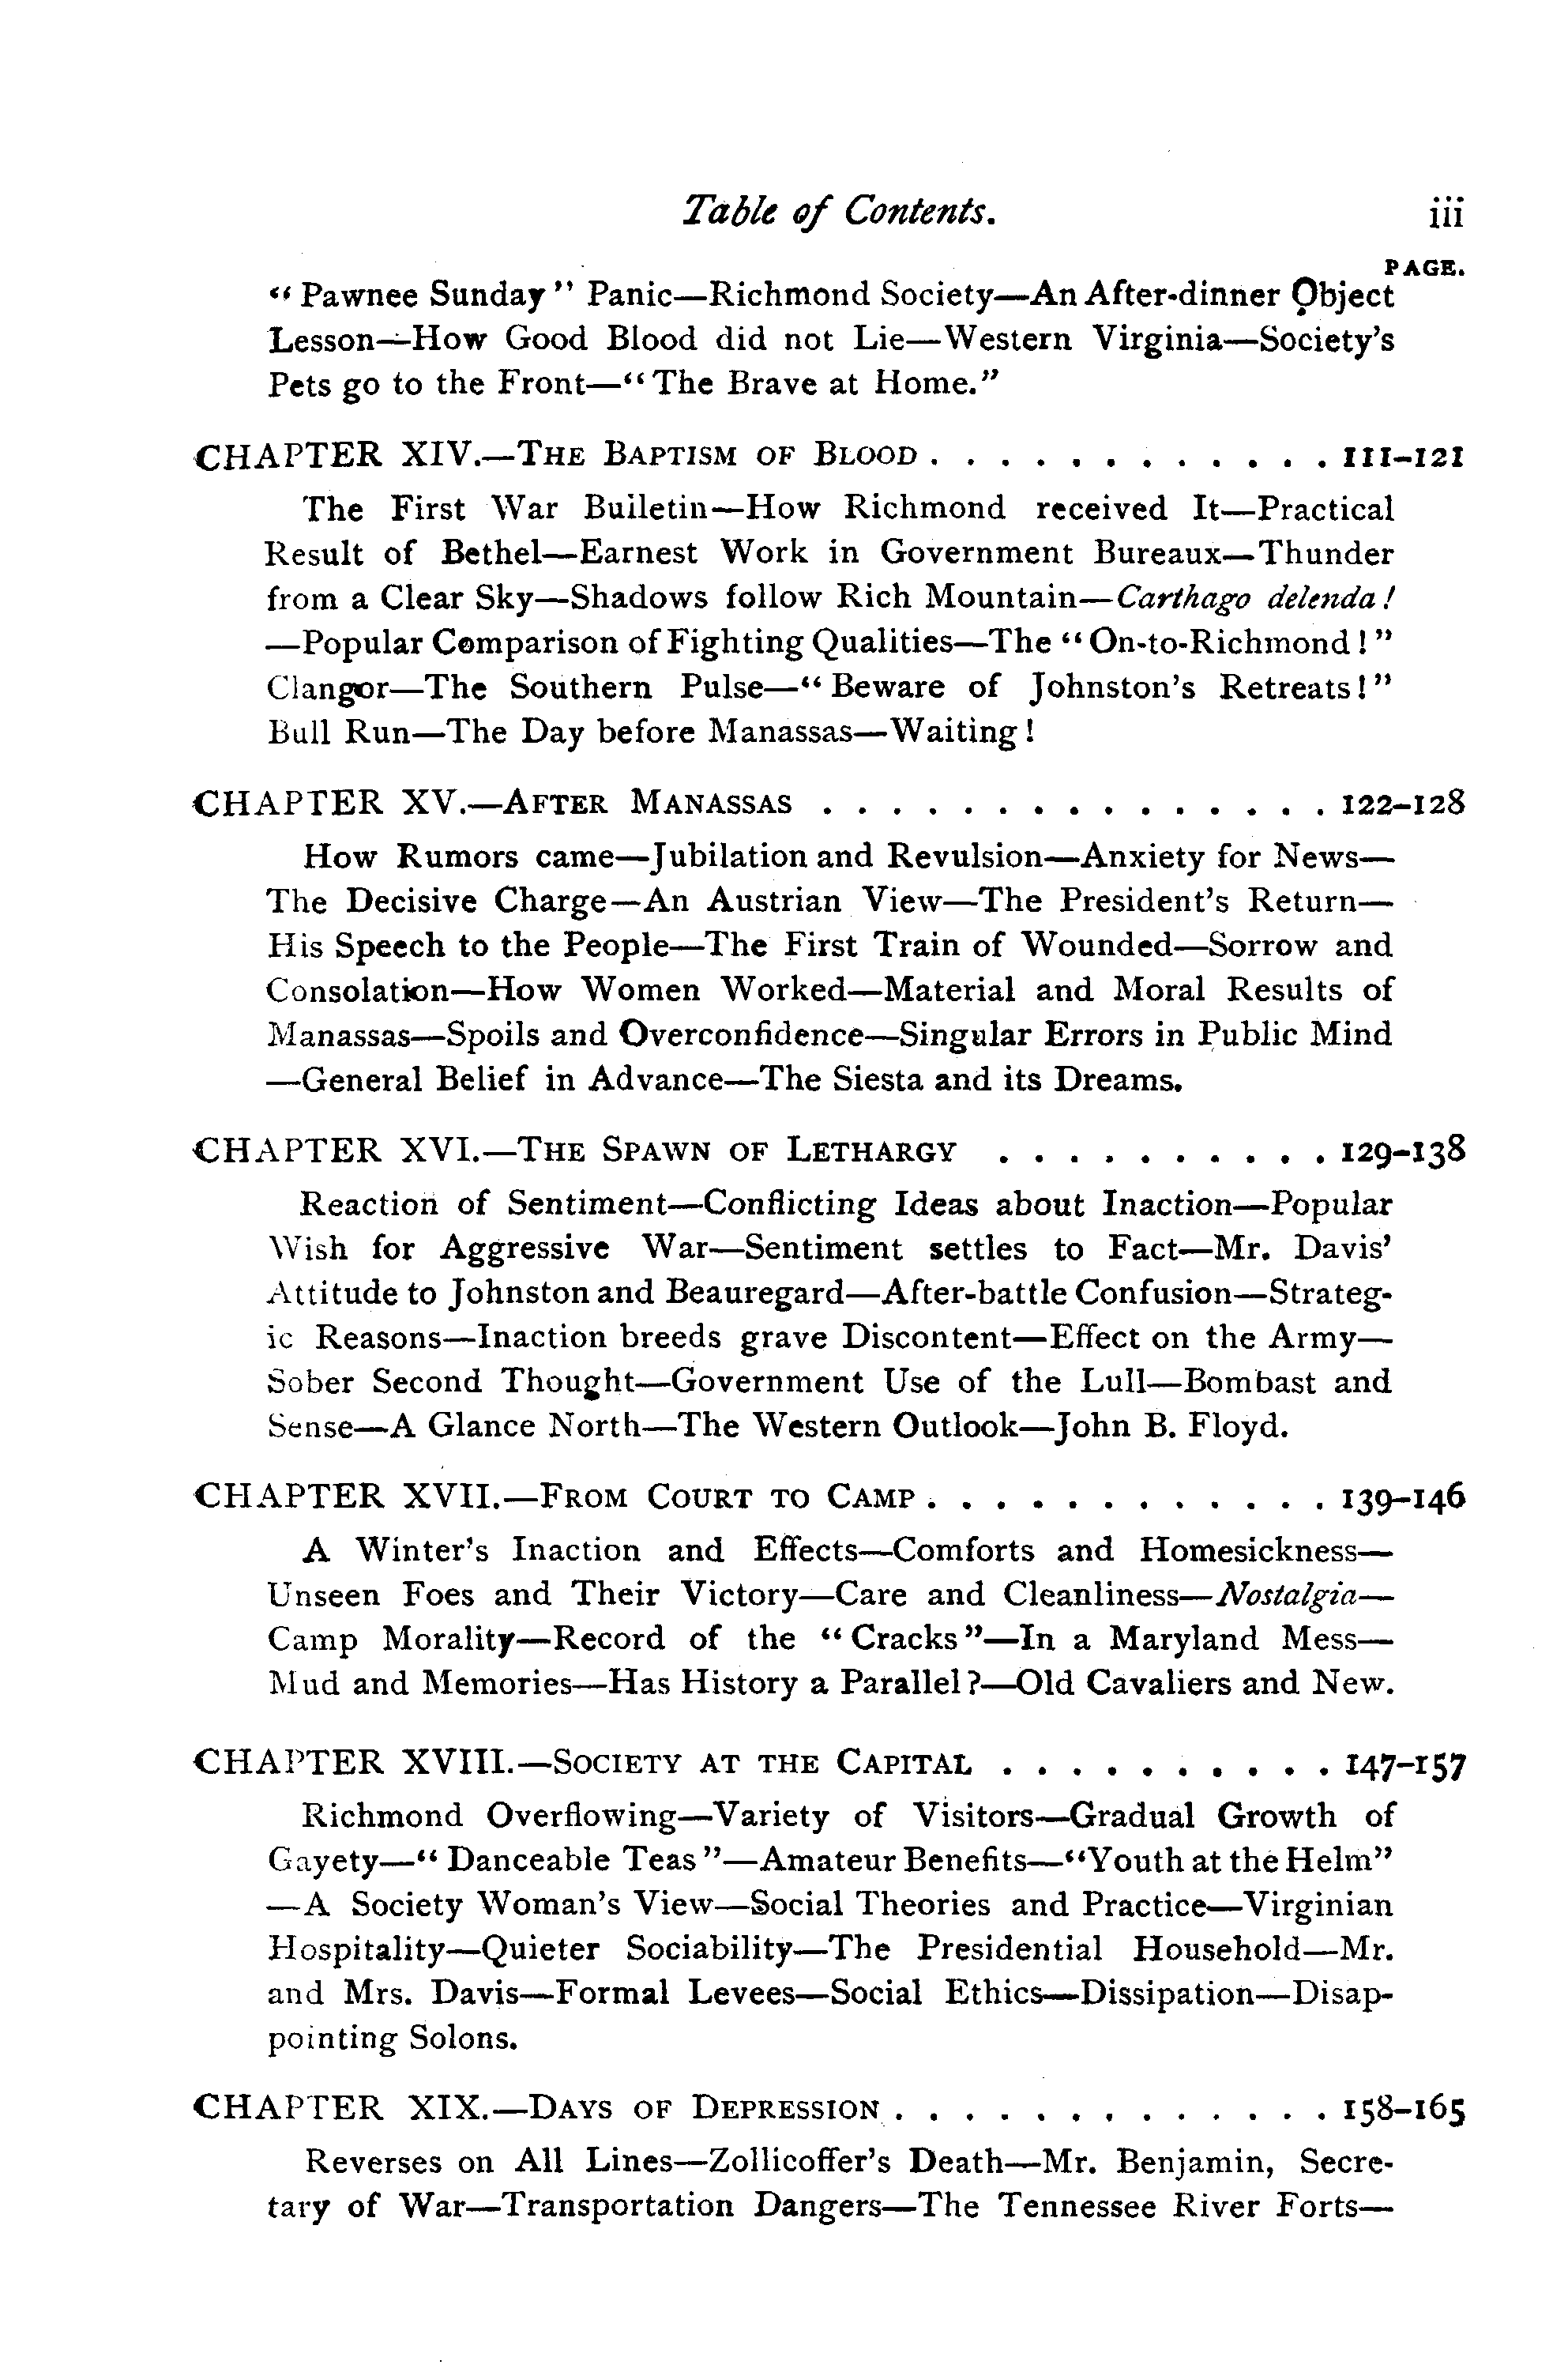 Table of Contents. iii
PAGE.
“Pawnee Sunday” Panic—Richmond Society—An After-dinner Object
Lesson—How Good Blood did not Lie—Western Virginia—Society's
Pets go to the Front—“The Brave at Home.”
CHAPTER XIV.—THE BAPTISM OF BLOOD . . . . . . . . . . . . 111–121
The First War Bulletin—How Richmond received It—Practical
Result of Bethel—Earnest Work in Government Bureaux—Thunder
from a Clear Sky—Shadows follow Rich Mountain—Carthago delenda!
—Popular Comparison of Fighting Qualities—The “On-to-Richmond!”
Clangor—The Southern Pulse—“Beware of Johnston's Retreats!”
Bull Run—The Day before Manassas—Waiting!
CHAPTER XV.—AFTER MANASSAS . . . . . . . . . . . . . . . 122–128
How Rumors came—Jubilation and Revulsion—Anxiety for News—
The Decisive Charge—An Austrian View—The President's Return—
His Speech to the People—The First Train of Wounded—Sorrow and
Consolation—How Women Worked—Material and Moral Results of
Manassas—Spoils and Overconfidence—Singular Errors in Public Mind
—General Belief in Advance—The Siesta and its Dreams.
CHAPTER XVI.—THE SPAWN OF LETHARGY . . . . . . . . . . 129–138
Reaction of Sentiment—Conflicting Ideas about Inaction—Popular
Wish for Aggressive War—Sentiment settles to Fact—Mr. Davis'
Attitude to Johnston and Beauregard—After-battle Confusion—Strateg-
ic Reasons—Inaction breeds grave Discontent—Effect on the Army—
Sober Second Thought—Government Use of the Lull—Bombast and
Sense—A Glance North—The Western Outlook—John B. Floyd.
CHAPTER XVII.—FROM COURT TO CAMP . . . . . . . . . . . . 139–146
A Winter's Inaction and Effects—Comforts and Homesickness—
Unseen Foes and Their Victory—Care and Cleanliness—Nostalgia—
Camp Morality—Record of the “Cracks”—In a Maryland Mess—
Mud and Memories—Has History a Parallel?—Old Cavaliers and New.
CHAPTER XVIII.—SOCIETY AT THE CAPITAL . . . . . . . . . . 147–157
Richmond Overflowing—Variety of Visitors—Gradual Growth of
Gayety—“Danceable Teas”—Amateur Benefits—“Youth at the Helm”
—A Society Woman's View—Social Theories and Practice—Virginian
Hospitality—Quieter Sociability—The Presidential Household—Mr.
and Mrs. Davis—Formal Levees—Social Ethics—Dissipation—Disap-
pointing Solons.
CHAPTER XIX.—DAYS OF DEPRESSION . . . . . . . . . . . . . 158–165
Reverses on All Lines—Zollicoffer's Death—Mr. Benjamin, Secre-
tary of War—Transportation Dangers—The Tennessee River Forts—